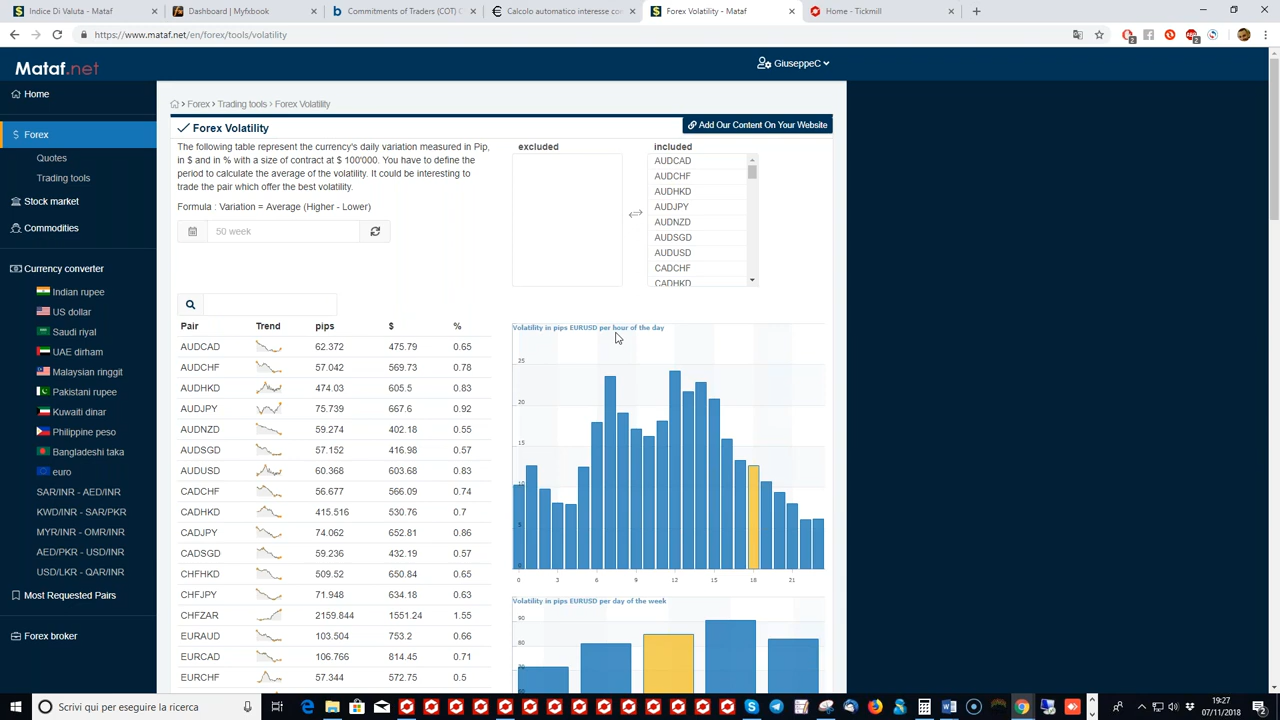 Indice Di Valuta - Mataf
Dashboard | Myfxbook
Commitments of Traders (COT) C
Calcolo automatico interesse con
Forex Volatility - Mataf
Home - Tickmill
https://www.mataf.net/en/forex/tools/volatility
Mataf.net
GiuseppeC
Home
Forex
Quotes
Trading tools
Stock market
Commodities
Currency converter
Indian rupee
US dollar
Saudi riyal
UAE dirham
Malaysian ringgit
Pakistani rupee
Kuwaiti dinar
Philippine peso
Bangladeshi taka
euro
SAR/INR - AED/INR
KWD/INR - SAR/PKR
MYR/INR - OMR/INR
AED/PKR - USD/INR
USD/LKR - QAR/INR
Most Requested Pairs
Forex broker
> Forex > Trading tools > Forex Volatility
Forex Volatility
Add Our Content On Your Website
The following table represent the currency's daily variation measured in Pip,
in $ and in % with a size of contract at $ 100'000. You have to define the
period to calculate the average of the volatility. It could be interesting to
trade the pair which offer the best volatility.
Formula : Variation = Average (Higher - Lower)
50 week
excluded
included
AUDCAD
AUDCHF
AUDHKD
AUDJPY
AUDNZD
AUDSGD
AUDUSD
CADCHF
CADHKD
Pair Trend pips $ %
AUDCAD 62.372 475.79 0.65
AUDCHF 57.042 569.73 0.78
AUDHKD 474.03 605.5 0.83
AUDJPY 75.739 667.6 0.92
AUDNZD 59.274 402.18 0.55
AUDSGD 57.152 416.98 0.57
AUDUSD 60.368 603.68 0.83
CADCHF 56.677 566.09 0.74
CADHKD 415.516 530.76 0.7
CADJPY 74.062 652.81 0.86
CADSGD 59.236 432.19 0.57
CHFHKD 509.52 650.84 0.65
CHFJPY 71.948 634.18 0.63
CHFZAR 2159.844 1551.24 1.55
EURAUD 103.504 753.2 0.66
EURCAD 106.766 814.45 0.71
EURCHF 57.344 572.75 0.5
Volatility in pips EURUSD per hour of the day
25
20
15
10
5
0
0 3 6 9 12 15 18 21
Volatility in pips EURUSD per day of the week
90
80
70
Scrivi qui per eseguire la ricerca
19:27
07/11/2018